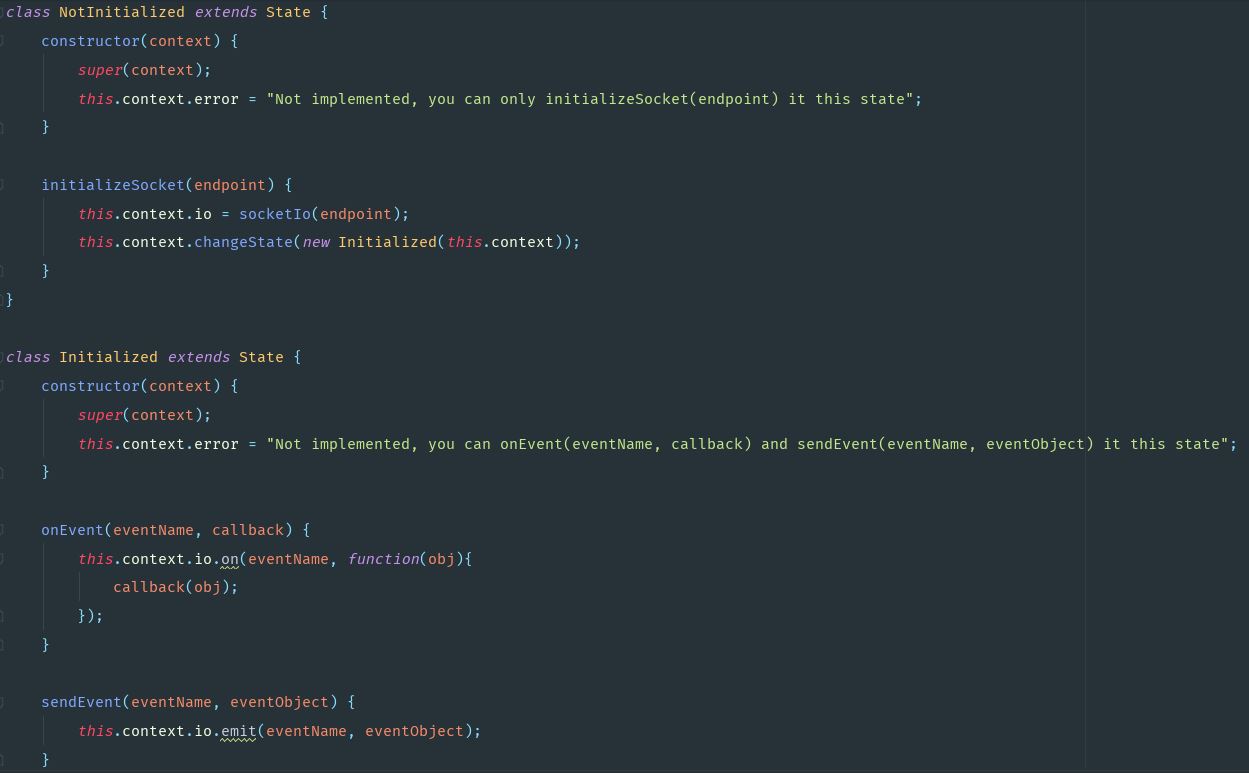 class NotInitialized extends State {
    constructor(context) {
        super(context);
        this.context.error = "Not implemented, you can only initializeSocket(endpoint) it this state";
    }

    initializeSocket(endpoint) {
        this.context.io = socketIo(endpoint);
        this.context.changeState(new Initialized(this.context));
    }
}

class Initialized extends State {
    constructor(context) {
        super(context);
        this.context.error = "Not implemented, you can onEvent(eventName, callback) and sendEvent(eventName, eventObject) it this state";
    }

    onEvent(eventName, callback) {
        this.context.io.on(eventName, function(obj){
            callback(obj);
        });
    }

    sendEvent(eventName, eventObject) {
        this.context.io.emit(eventName, eventObject);
    }